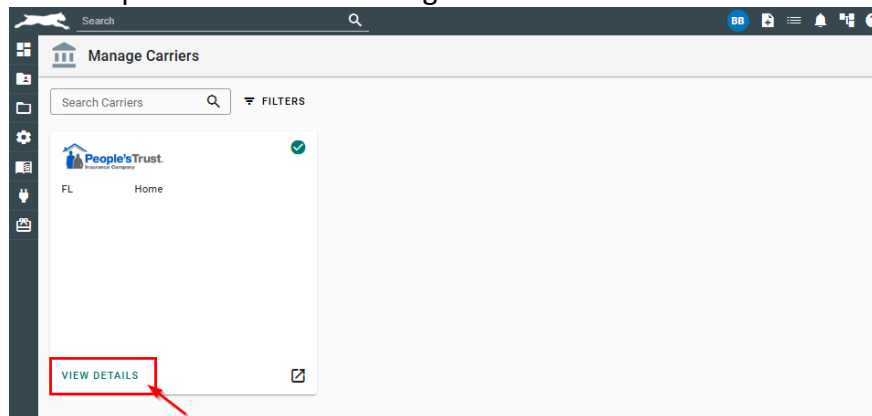 Search
BB
Manage Carriers
Search Carriers
FILTERS
People'sTrust.
Insurance Company
FL Home
VIEW DETAILS